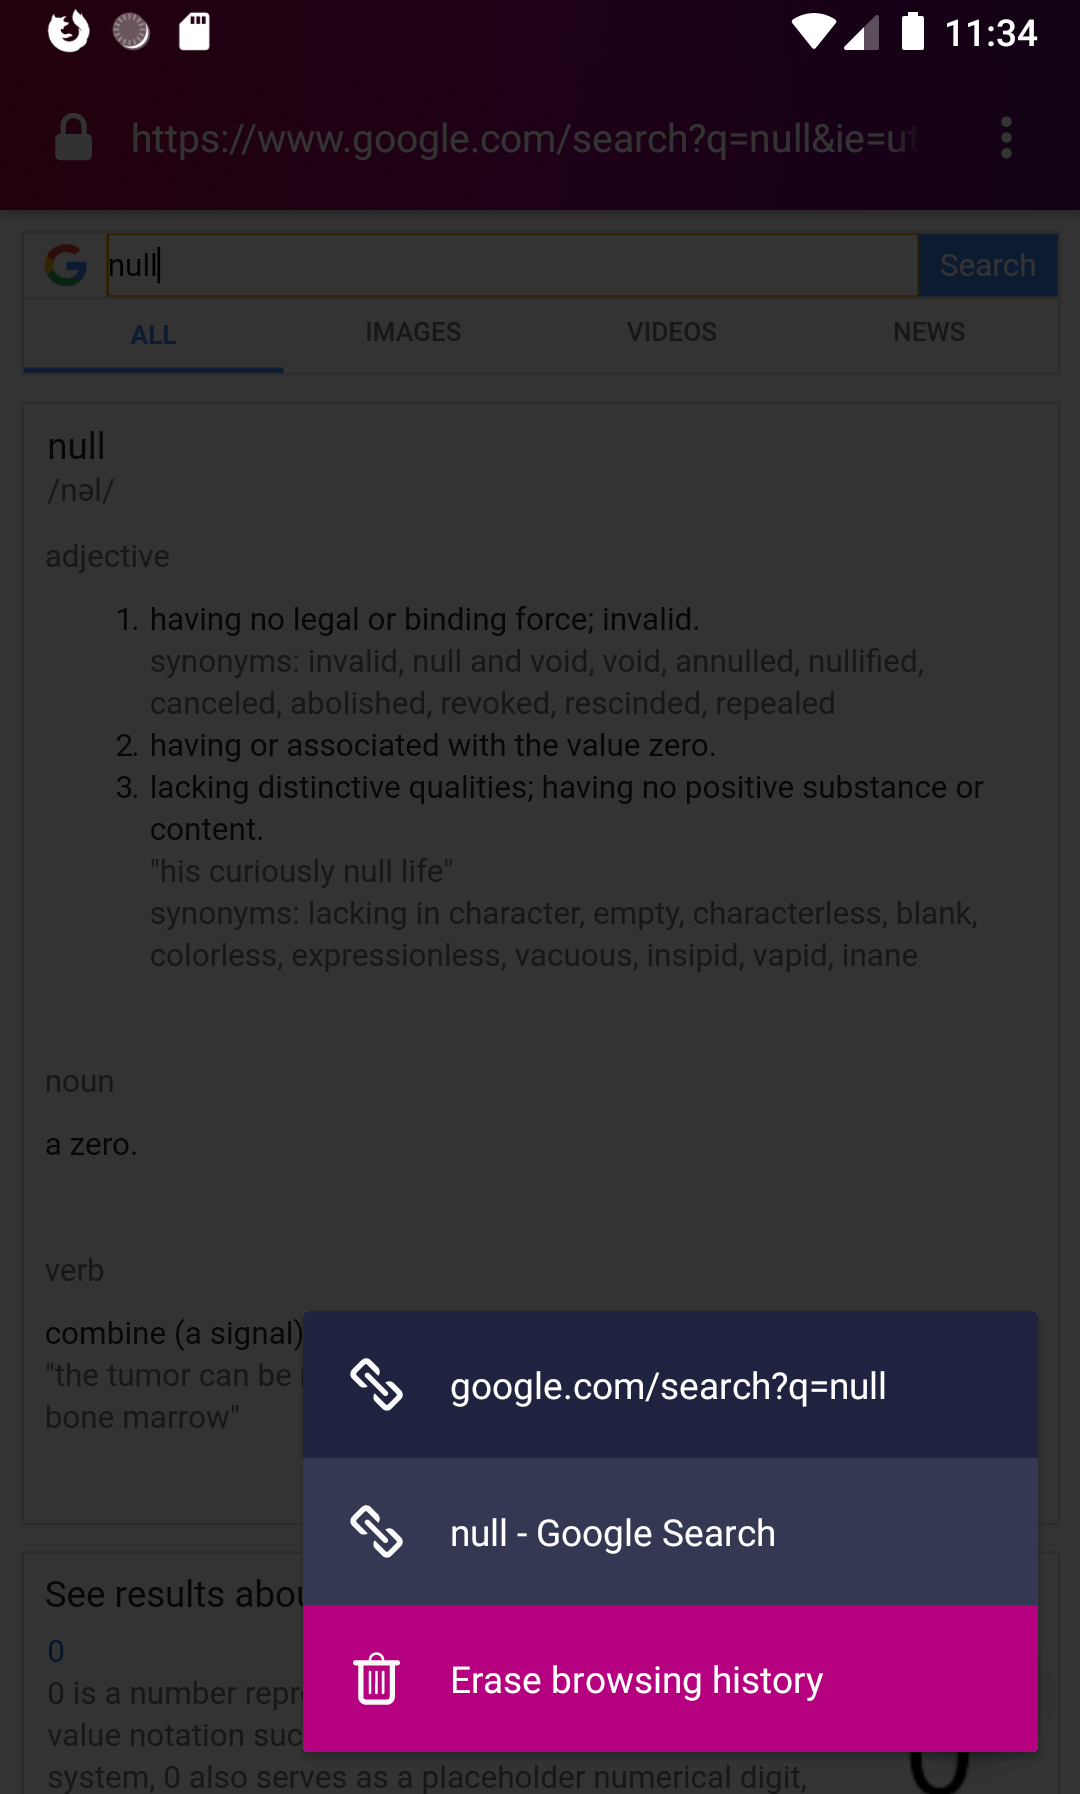 11:34
https://www.google.com/search?q=null&ie=ut
null
Search
ALL IMAGES VIDEOS NEWS
null
/nəl/
adjective
1. having no legal or binding force; invalid.
synonyms: invalid, null and void, void, annulled, nullified,
canceled, abolished, revoked, rescinded, repealed
2. having or associated with the value zero.
3. lacking distinctive qualities; having no positive substance or
content.
"his curiously null life"
synonyms: lacking in character, empty, characterless, blank,
colorless, expressionless, vacuous, insipid, vapid, inane
noun
a zero.
verb
combine (a signal)
"the tumor can be
bone marrow"
google.com/search?q=null
null - Google Search
Erase browsing history
See results abou
0
0 is a number repr
value notation suc
system, 0 also serves as a placeholder numerical digit,